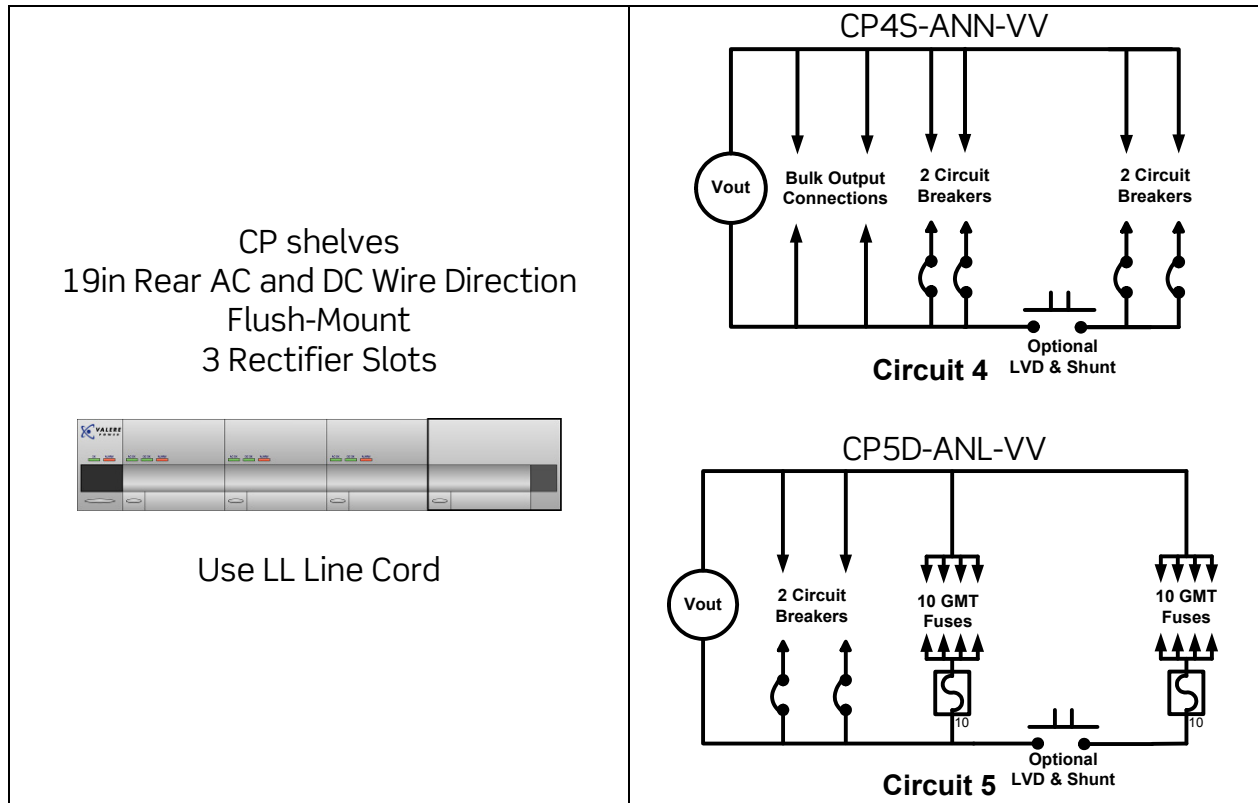 CP shelves
19in Rear AC and DC Wire Direction
Flush-Mount
3 Rectifier Slots
VALERE
POWER
Use LL Line Cord
CP4S-ANN-VV
Vout
Bulk Output
Connections
2 Circuit
Breakers
2 Circuit
Breakers
Optional
LVD & Shunt
Circuit 4
CP5D-ANL-VV
Vout
2 Circuit
Breakers
10 GMT
Fuses
10 GMT
Fuses
10
10
Optional
LVD & Shunt
Circuit 5